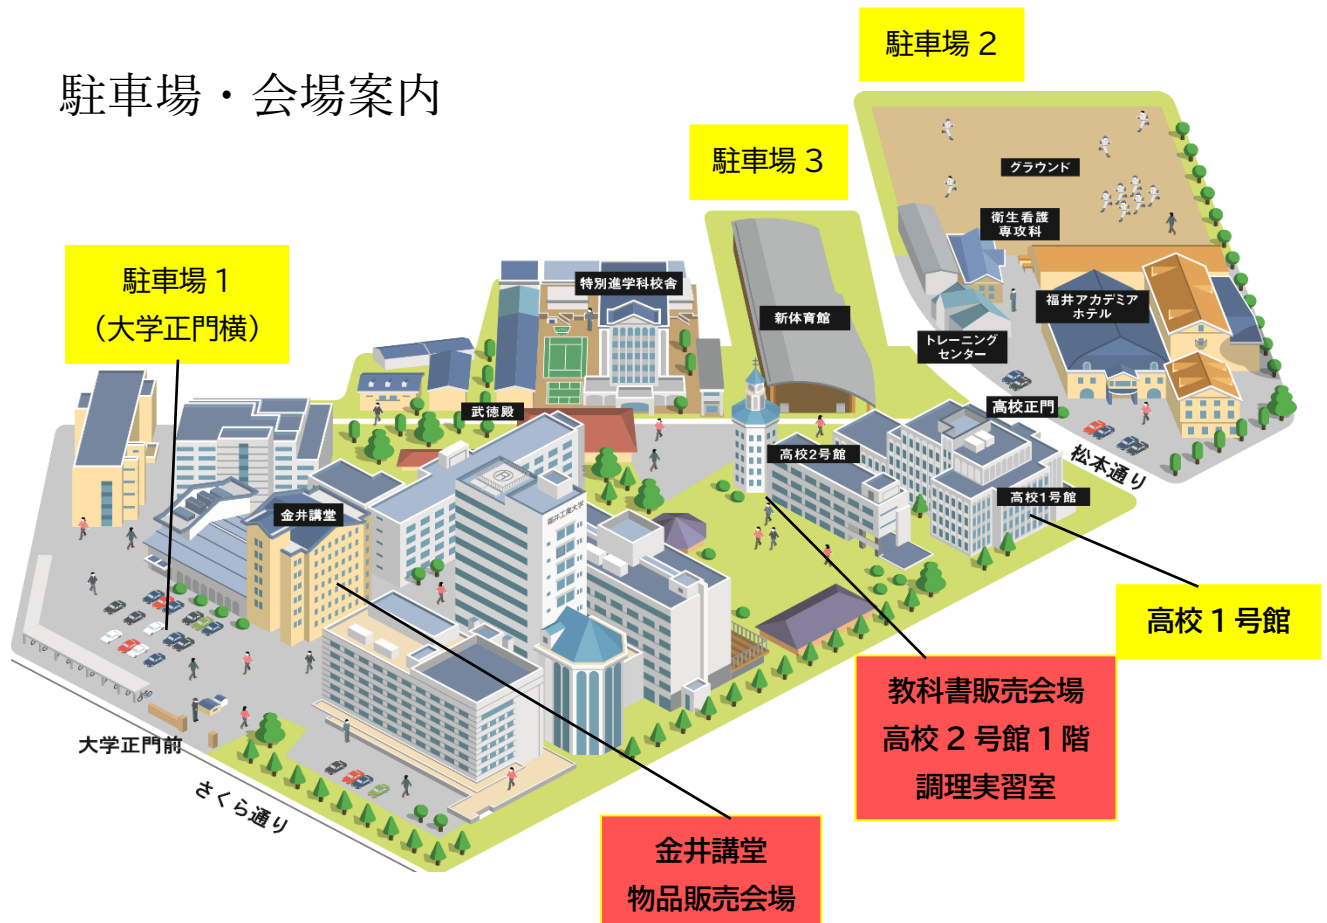 駐車場・会場案内
駐車場2
駐車場3
駐車場1
（大学正門横）
グラウンド
衛生看護
専攻科
福井アカデミア
ホテル
トレーニング
センター
特別進学科校舎
新体育館
武徳殿
高校正門
松本通り
高校2号館
高校1号館
金井講堂
福井工業大学
高校1号館
教科書販売会場
高校2号館1階
調理実習室
大学正門前
さくら通り
金井講堂
物品販売会場